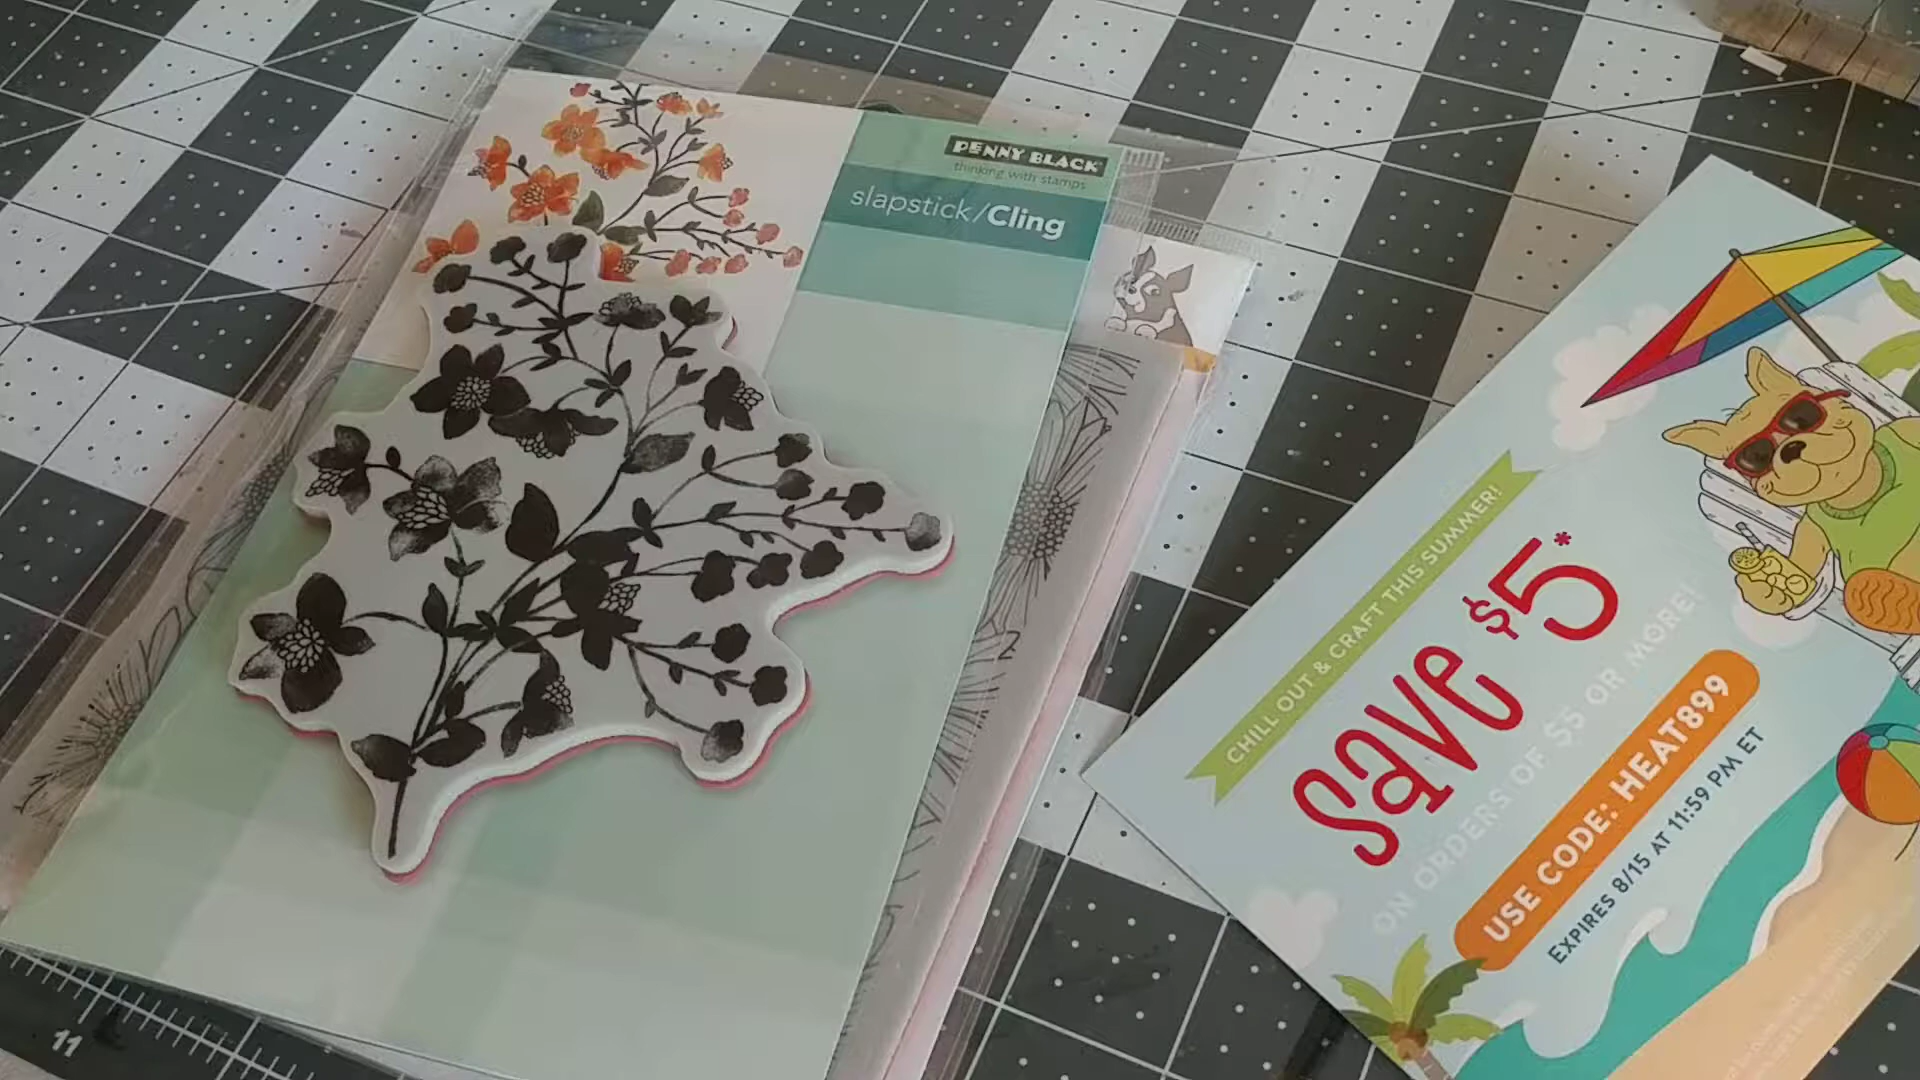 PENNY BLACK
thinking with stamps
slapstick/Cling
CHILL OUT & CRAFT THIS SUMMER!
save $5*
ON ORDERS OF $55 OR MORE!
USE CODE: HEAT899
EXPIRES 8/15 AT 11:59 PM ET
11